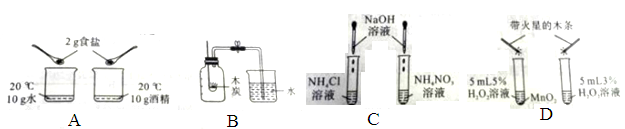 2 g食盐
20 ℃
10 g水
20 ℃
10 g酒精
A
木
炭
水
B
NaOH
溶液
NH₄Cl
溶液
NH₄NO₃
溶液
C
带火星的木条
5 mL5%
H₂O₂溶液
MnO₂
5 mL3%
H₂O₂溶液
D